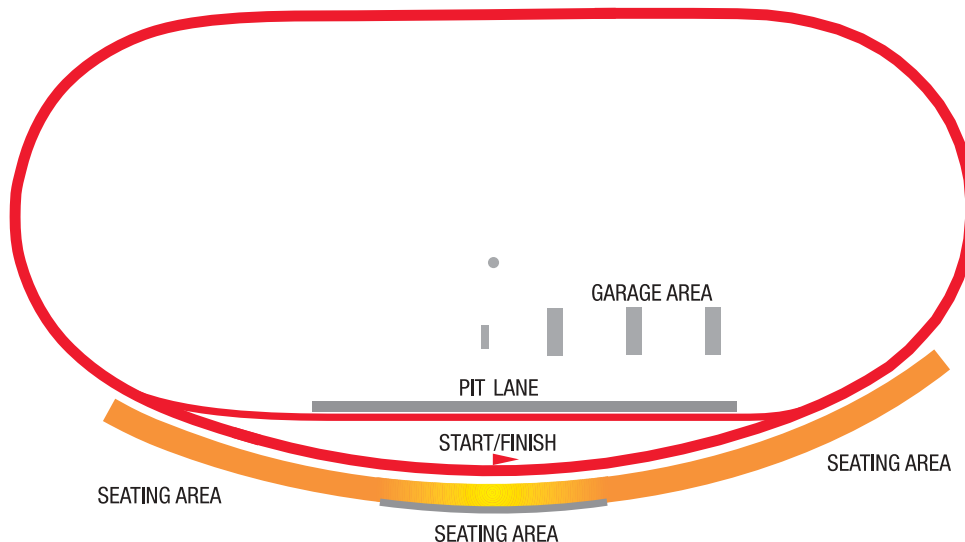 GARAGE AREA
PIT LANE
START/FINISH
SEATING AREA
SEATING AREA
SEATING AREA